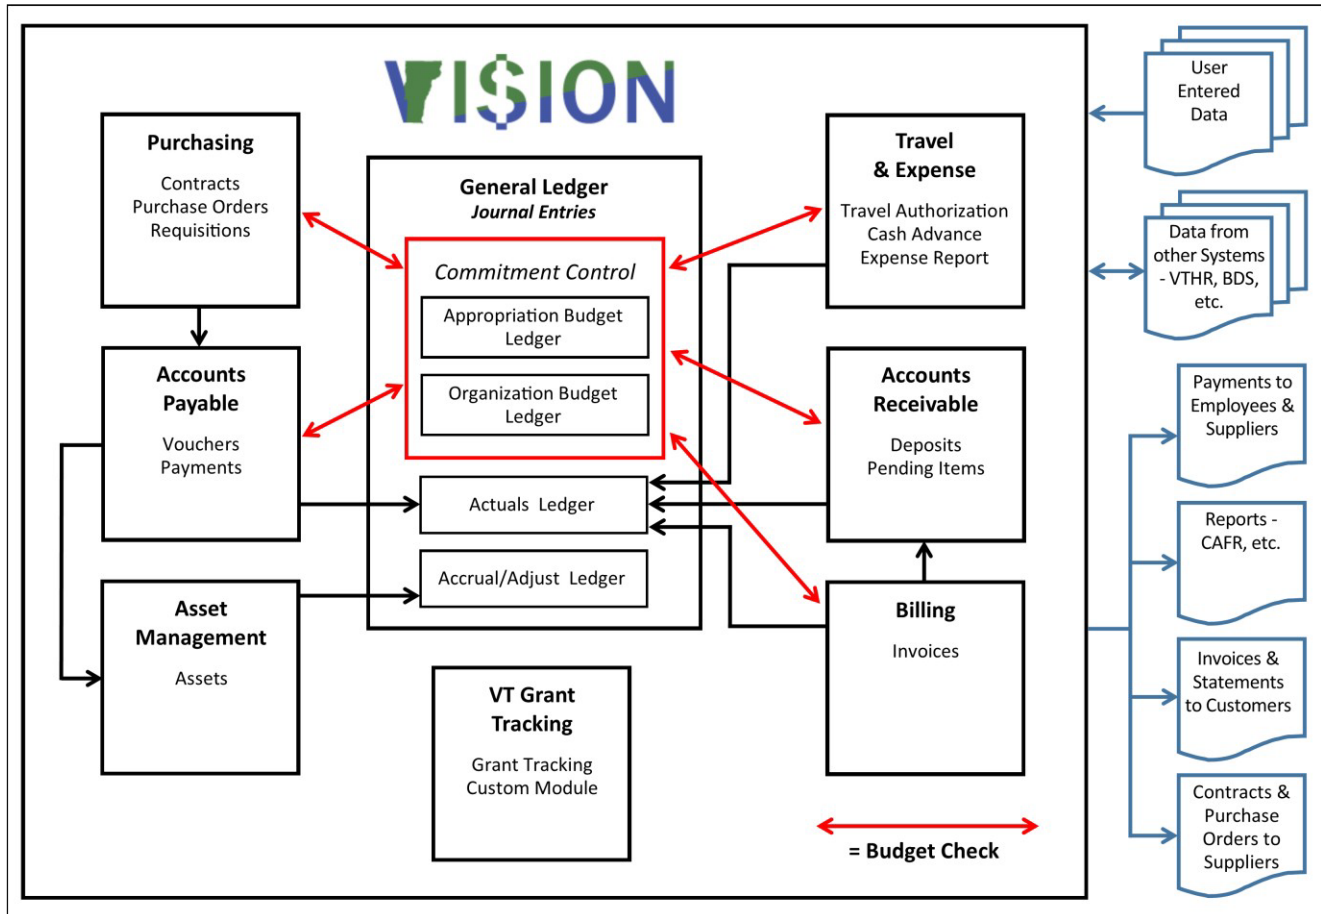 VI$ION
Purchasing
Contracts
Purchase Orders
Requisitions
Accounts
Payable
Vouchers
Payments
Asset
Management
Assets
General Ledger
Journal Entries
Commitment Control
Appropriation Budget
Ledger
Organization Budget
Ledger
Actuals Ledger
Accrual/Adjust Ledger
VT Grant
Tracking
Grant Tracking
Custom Module
Travel
& Expense
Travel Authorization
Cash Advance
Expense Report
Accounts
Receivable
Deposits
Pending Items
Billing
Invoices
= Budget Check
User
Entered
Data
Data from
other Systems
- VTHR, BDS,
etc.
Payments to
Employees &
Suppliers
Reports -
CAFR, etc.
Invoices &
Statements
to Customers
Contracts &
Purchase
Orders to
Suppliers